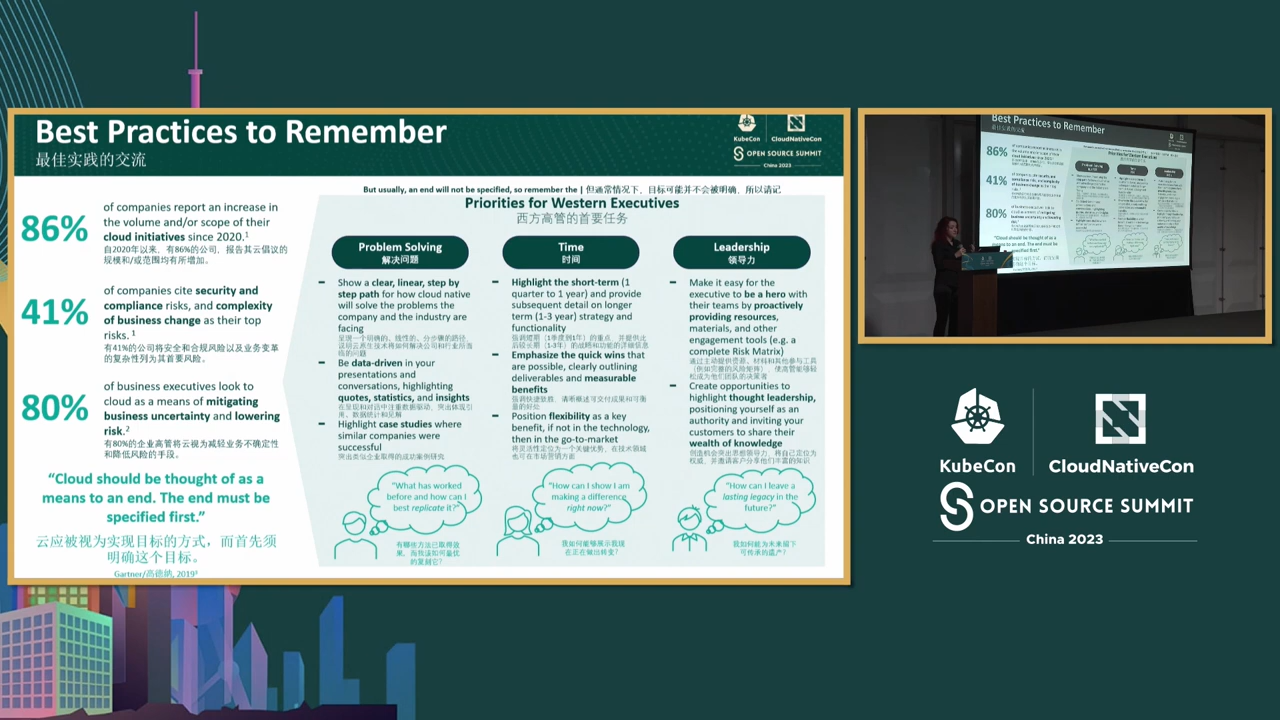 Best Practices to Remember
最佳实践的交流
KubeCon
CloudNativeCon
OPEN SOURCE SUMMIT
China 2023
86%
of companies report an increase in
the volume and/or scope of their
cloud initiatives since 2020.¹
自2020年以来，有86%的公司，报告其云倡议的
规模和/或范围均有所增加。
41%
of companies cite security and
compliance risks, and complexity
of business change as their top
risks. ¹
有41%的公司将安全和合规风险以及业务变革
的复杂性列为其首要风险。
80%
of business executives look to
cloud as a means of mitigating
business uncertainty and lowering
risk.²
有80%的企业高管将云视为减轻业务不确定性
和降低风险的手段。
“Cloud should be thought of as a
means to an end. The end must be
specified first.”
云应被视为实现目标的方式，而首先须
明确这个目标。
Gartner/高德纳, 2019³
But usually, an end will not be specified, so remember the | 但通常情况下、目标可能并不会被明确、所以请记
Priorities for Western Executives
西方高管的首要任务
Problem Solving
解决问题
Show a clear, linear, step by
step path for how cloud native
will solve the problems the
company and the industry are
facing
呈现一个明确的、线性的、分步骤的路径，
说明云原生技术将如何解决公司和行业所面
临的问题
Be data-driven in your
presentations and
conversations, highlighting
quotes, statistics, and insights
在呈现和对话中注重数据驱动，突出体现引
用、数据统计和见解
Highlight case studies where
similar companies were
successful
突出类似企业取得的成功案例研究
“What has worked
before and how can I
best replicate it?”
有哪些方法已取得效
果，而我该如何最优
的复制它？
Time
时间
Highlight the short-term (1
quarter to 1 year) and provide
subsequent detail on longer
term (1-3 year) strategy and
functionality
强调短期（1季度到1年）的重点，并提供此
后较长期（1-3年）的战略和功能的详细信息
Emphasize the quick wins that
are possible, clearly outlining
deliverables and measurable
benefits
强调快捷致胜，清晰概述可交付成果和可衡
量的好处
Position flexibility as a key
benefit, if not in the technology,
then in the go-to-market
将灵活性定位为一个关键优势，在技术领域
也可在市场营销方面
“How can I show I am
making a difference
right now?”
我如何能够展示我现
在正在做出转变？
Leadership
领导力
Make it easy for the
executive to be a hero with
their teams by proactively
providing resources,
materials, and other
engagement tools (e.g. a
complete Risk Matrix)
通过主动提供资源、材料和其他参与工具
（例如完整的风险矩阵），使高管能够轻
松成为他们团队的决策者
Create opportunities to
highlight thought leadership,
positioning yourself as an
authority and inviting your
customers to share their
wealth of knowledge
创造机会突出思想领导力，将自己定位为
权威，并邀请客户分享他们丰富的知识
“How can I leave a
lasting legacy in the
future?”
我如何能为未来留下
可传承的遗产？
Best Practices to Remember
86%
41%
80%
KubeCon
CloudNativeCon
OPEN SOURCE SUMMIT
China 2023